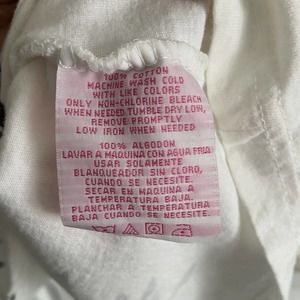 100% COTTON
MACHINE WASH COLD
WITH LIKE COLORS
ONLY NON-CHLORINE BLEACH
WHEN NEEDED TUMBLE DRY LOW,
REMOVE PROMPTLY
LOW IRON WHEN NEEDED
100% ALGODON
LAVAR A MAQUINA CON AGUA FRIA
USAR SOLAMENTE
BLANQUEADOR SIN CLORO,
CUANDO SE NECESITE.
SECAR EN MAQUINA A
TEMPERATURA BAJA.
PLANCHAR A TEMPERATURA
BAJA CUANDO SE NECESITE.